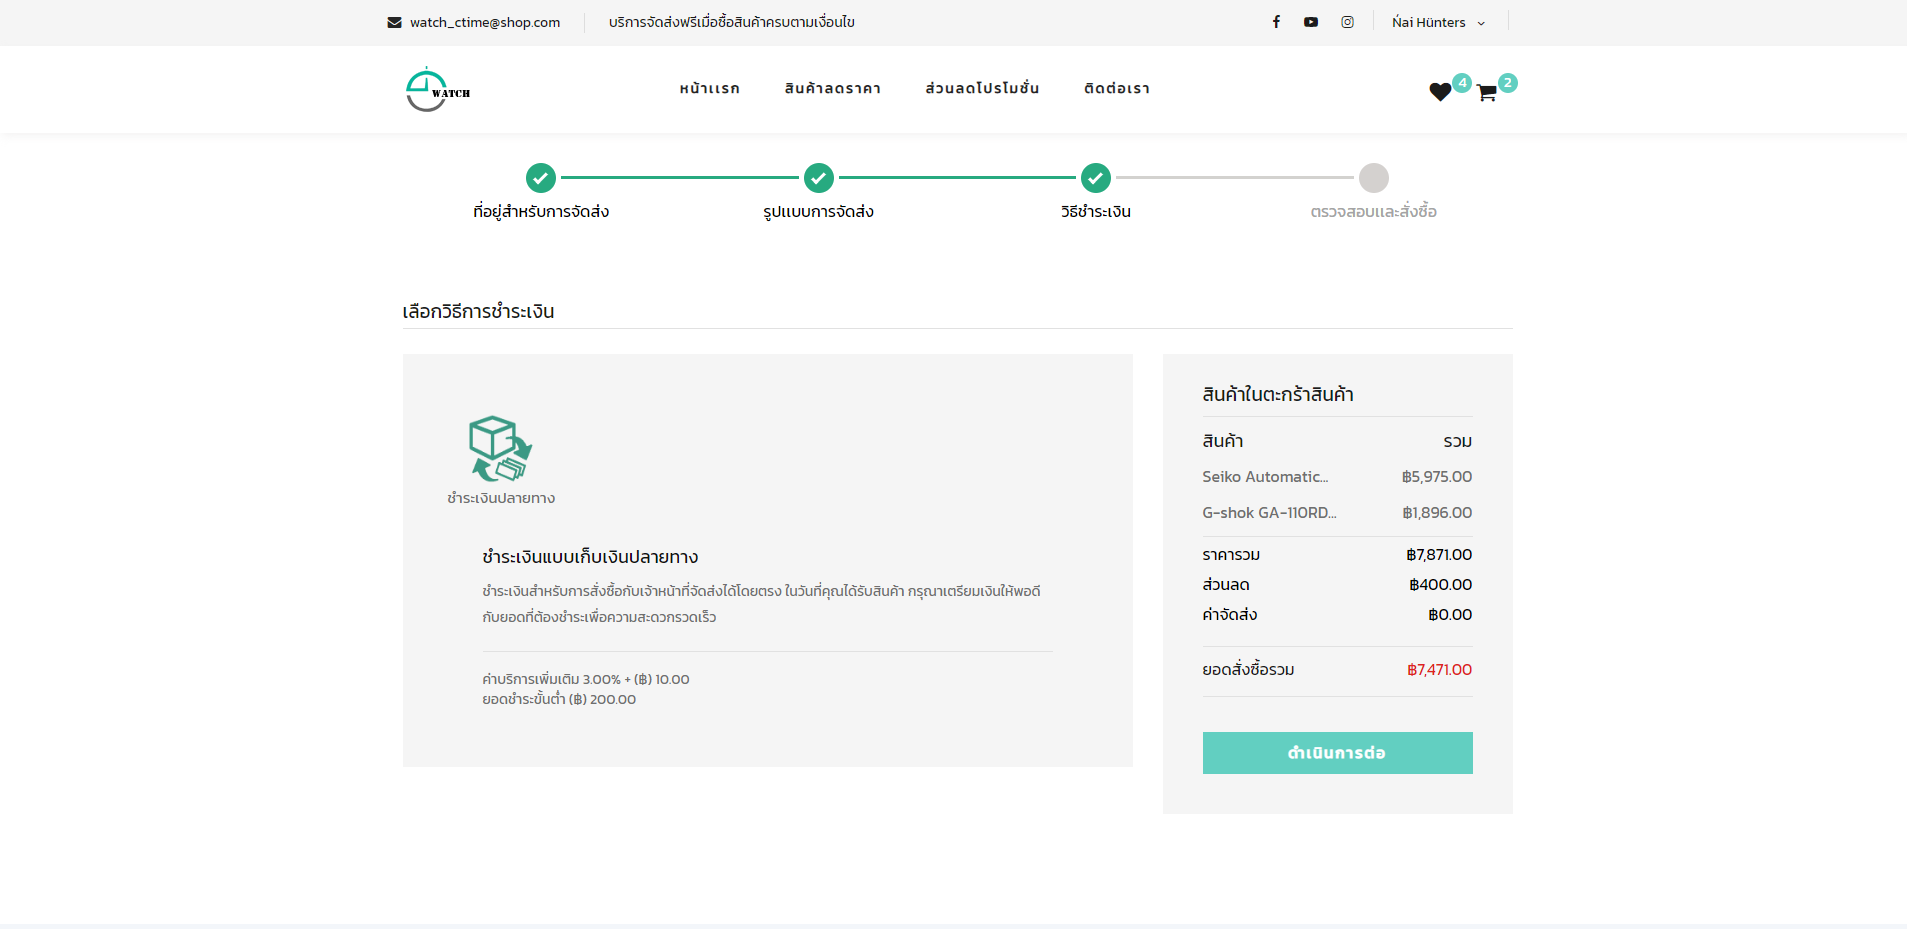 watch_ctime@shop.com
บริการจัดส่งฟรีเมื่อซื้อสินค้าครบตามเงื่อนไข
Ńai Hünters
WATCH
หน้าแรก
สินค้าลดราคา
ส่วนลดโปรโมชั่น
ติดต่อเรา
4
2
ที่อยู่สำหรับการจัดส่ง
รูปแบบการจัดส่ง
วิธีชำระเงิน
ตรวจสอบและสั่งซื้อ
เลือกวิธีการชำระเงิน
ชำระเงินปลายทาง
ชำระเงินแบบเก็บเงินปลายทาง
ชำระเงินสำหรับการสั่งซื้อกับเจ้าหน้าที่จัดส่งได้โดยตรง ในวันที่คุณได้รับสินค้า กรุณาเตรียมเงินให้พอดี
กับยอดที่ต้องชำระเพื่อความสะดวกรวดเร็ว
ค่าบริการเพิ่มเติม 3.00% + (฿) 10.00
ยอดชำระขั้นต่ำ (฿) 200.00
สินค้าในตะกร้าสินค้า
สินค้า รวม
Seiko Automatic... ฿5,975.00
G-shok GA-110RD... ฿1,896.00
ราคารวม ฿7,871.00
ส่วนลด ฿400.00
ค่าจัดส่ง ฿0.00
ยอดสั่งซื้อรวม ฿7,471.00
ดำเนินการต่อ